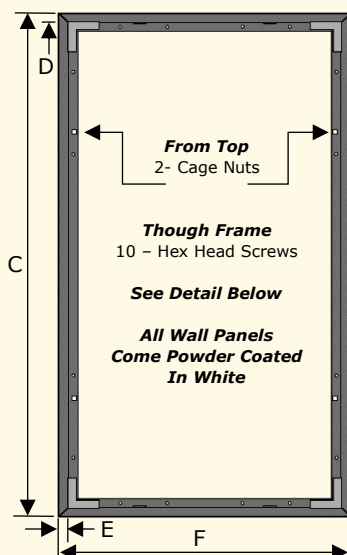 D
From Top
2- Cage Nuts
C
Though Frame
10 – Hex Head Screws
See Detail Below
All Wall Panels
Come Powder Coated
In White
E
F